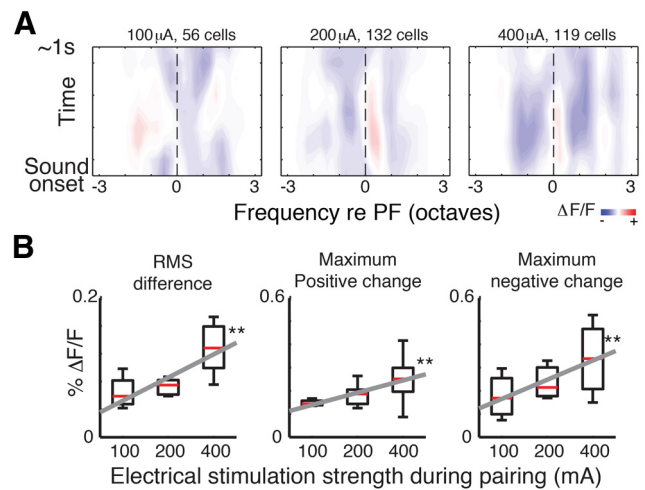 A
100μA, 56 cells
200μA, 132 cells
400μA, 119 cells
~1s
Time
Sound
onset
-3 0 3
-3 0 3
-3 0 3
Frequency re PF (octaves)
ΔF/F
- +
B
RMS
difference
Maximum
Positive change
Maximum
negative change
% ΔF/F
0.2
0
**
100 200 400
0.6
0
**
100 200 400
0.6
0
**
100 200 400
Electrical stimulation strength during pairing (mA)